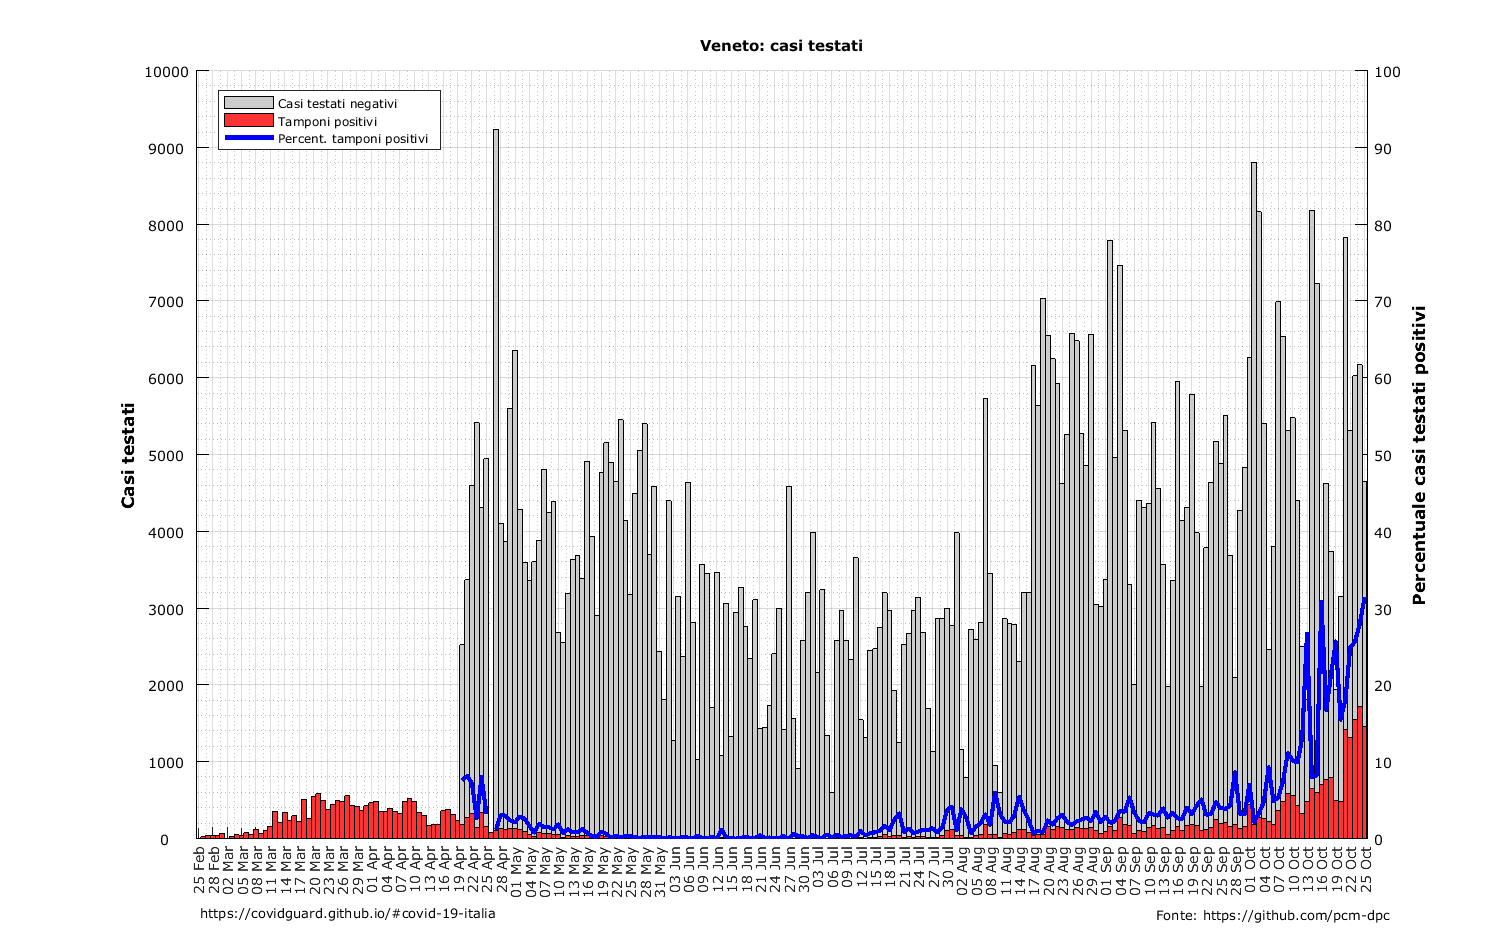 Veneto: casi testati
10000
9000
8000
7000
6000
5000
4000
3000
2000
1000
0
Casi testati
Casi testati negativi
Tamponi positivi
Percent. tamponi positivi
100
90
80
70
60
50
40
30
20
10
0
Percentuale casi testati positivi
25 Feb
28 Feb
02 Mar
05 Mar
08 Mar
11 Mar
14 Mar
17 Mar
20 Mar
23 Mar
26 Mar
29 Mar
01 Apr
04 Apr
07 Apr
10 Apr
13 Apr
16 Apr
19 Apr
22 Apr
25 Apr
28 Apr
01 May
04 May
07 May
10 May
13 May
16 May
19 May
22 May
25 May
28 May
31 May
03 Jun
06 Jun
09 Jun
12 Jun
15 Jun
18 Jun
21 Jun
24 Jun
27 Jun
30 Jun
03 Jul
06 Jul
09 Jul
12 Jul
15 Jul
18 Jul
21 Jul
24 Jul
27 Jul
30 Jul
02 Aug
05 Aug
08 Aug
11 Aug
14 Aug
17 Aug
20 Aug
23 Aug
26 Aug
29 Aug
01 Sep
04 Sep
07 Sep
10 Sep
13 Sep
16 Sep
19 Sep
22 Sep
25 Sep
28 Sep
01 Oct
04 Oct
07 Oct
10 Oct
13 Oct
16 Oct
19 Oct
22 Oct
25 Oct
https://covidguard.github.io/#covid-19-italia
Fonte: https://github.com/pcm-dpc